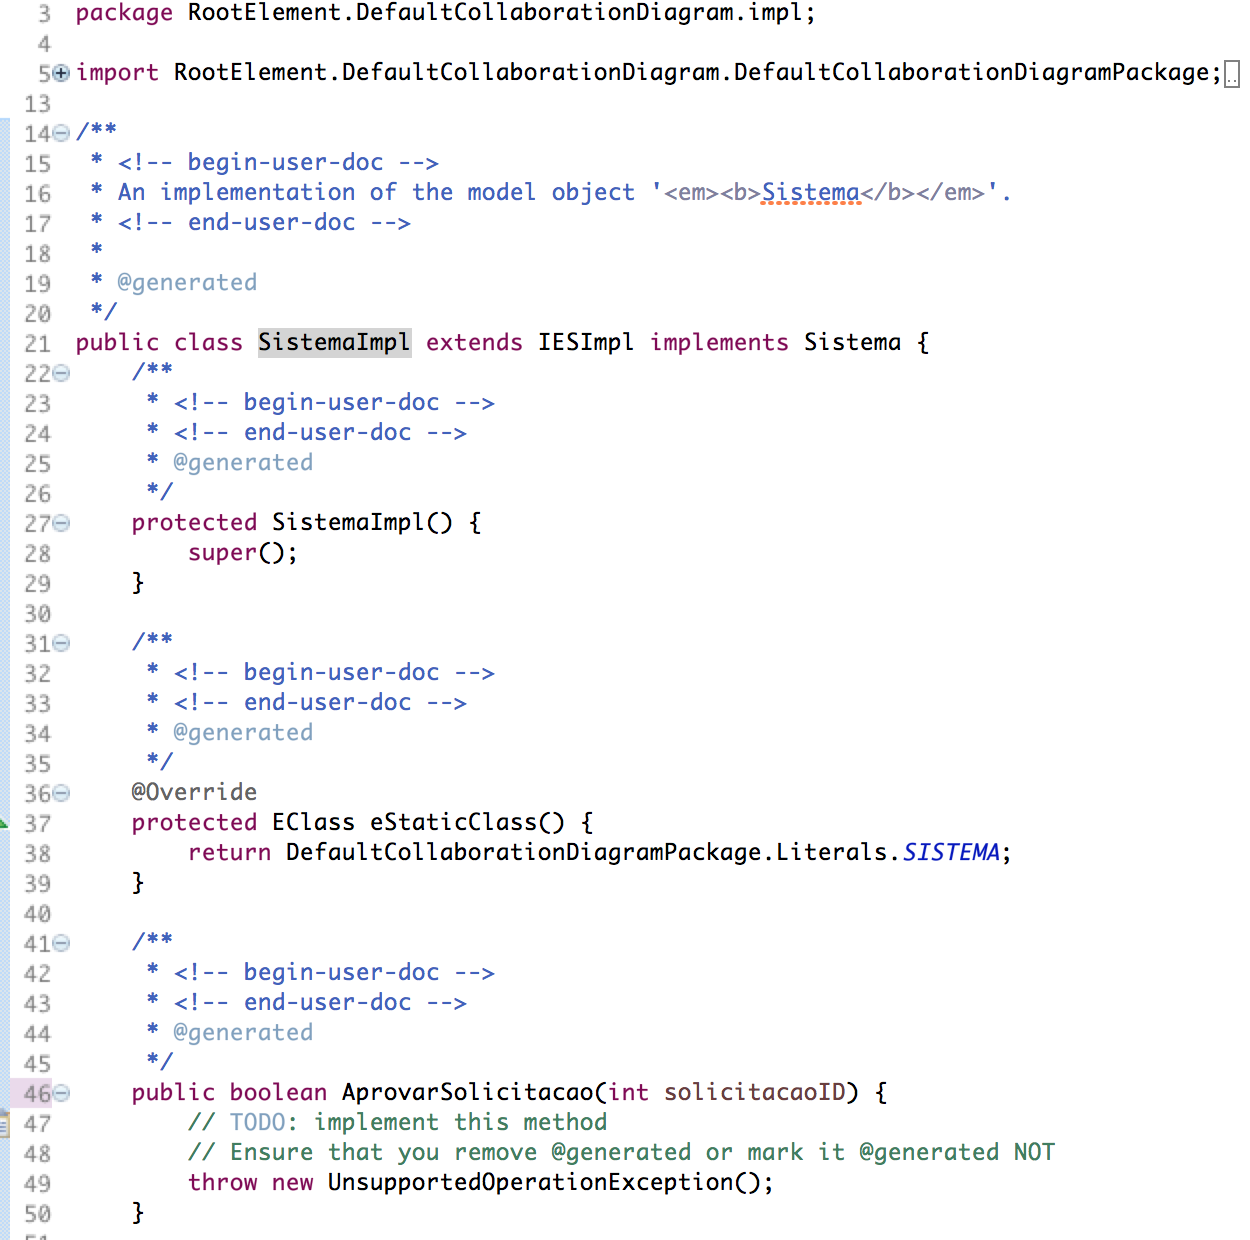 3 package RootElement.DefaultCollaborationDiagram.impl;
4
5 import RootElement.DefaultCollaborationDiagram.DefaultCollaborationDiagramPackage;
13
14 /**
15 * <!-- begin-user-doc -->
16 * An implementation of the model object '<em><b>Sistema</b></em>'.
17 * <!-- end-user-doc -->
18 *
19 * @generated
20 */
21 public class SistemaImpl extends IESImpl implements Sistema {
22 /**
23 * <!-- begin-user-doc -->
24 * <!-- end-user-doc -->
25 * @generated
26 */
27 protected SistemaImpl() {
28 super();
29 }
30
31 /**
32 * <!-- begin-user-doc -->
33 * <!-- end-user-doc -->
34 * @generated
35 */
36 @Override
37 protected EClass eStaticClass() {
38 return DefaultCollaborationDiagramPackage.Literals.SISTEMA;
39 }
40
41 /**
42 * <!-- begin-user-doc -->
43 * <!-- end-user-doc -->
44 * @generated
45 */
46 public boolean AprovarSolicitacao(int solicitacaoID) {
47 // TODO: implement this method
48 // Ensure that you remove @generated or mark it @generated NOT
49 throw new UnsupportedOperationException();
50 }